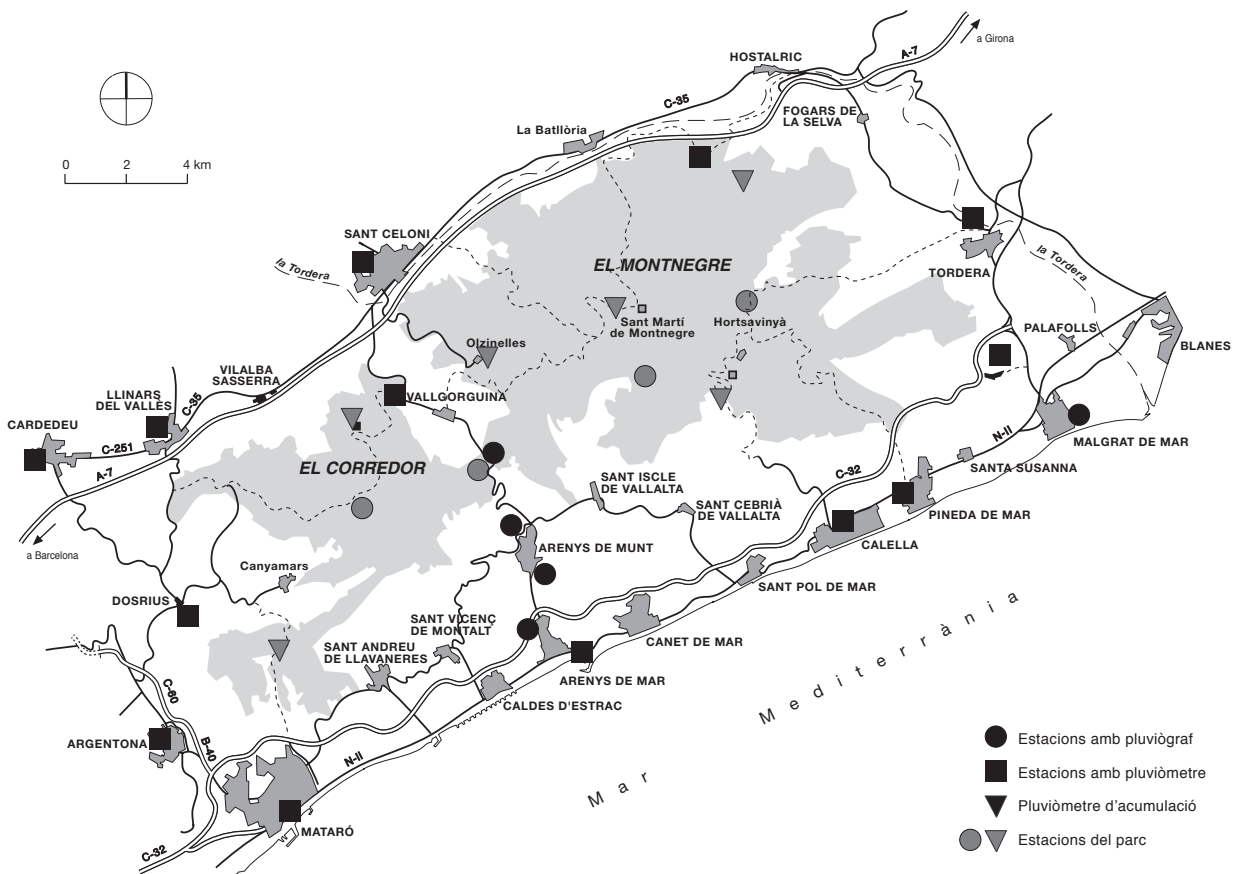 a Girona
A-7
HOSTALRIC
C-35
FOGARS DE
LA SELVA
La Batllòria
0 2 4 km
SANT CELONI
la Tordera
EL MONTNEGRE
la Tordera
TORDERA
Sant Martí
de Montnegre
Hortsavinyà
PALAFOLLS
BLANES
Olzinelles
VILALBA
SASSERRA
LLINARS
DEL VALLÈS
C-35
VALLGORGUINA
CARDEDEU
C-251
A-7
N-II
MALGRAT DE MAR
EL CORREDOR
C-32
SANTA SUSANNA
SANT ISCLE
DE VALLALTA
SANT CEBRIÀ
DE VALLALTA
PINEDA DE MAR
a Barcelona
ARENYS DE MUNT
CALELLA
Canyamars
SANT POL DE MAR
DOSRIUS
SANT VICENÇ
DE MONTALT
CANET DE MAR
SANT ANDREU
DE LLAVANERES
ARENYS DE MAR
C-60
CALDES D'ESTRAC
Mar Mediterrània
ARGENTONA
B-40
N-II
MATARÓ
C-32
Estacions amb pluviògraf
Estacions amb pluviòmetre
Pluviòmetre d'acumulació
Estacions del parc